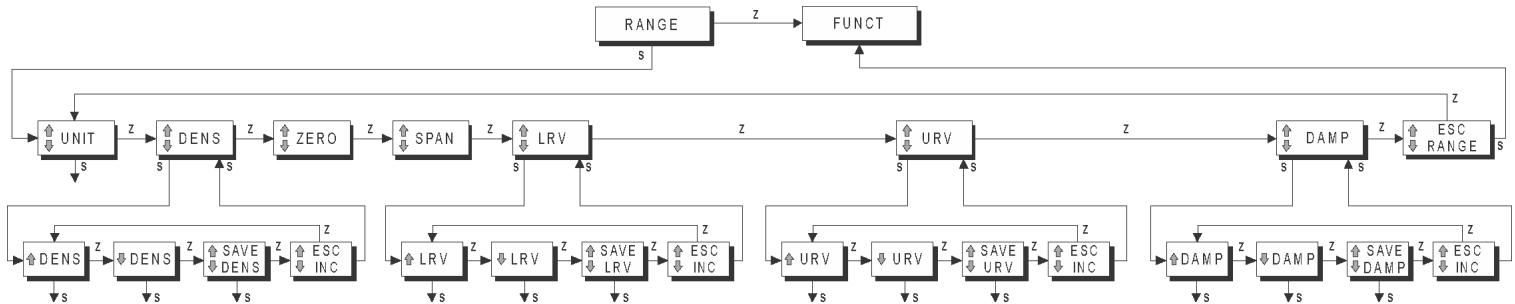 RANGE Z FUNCT
S
Z
UNIT Z DENS Z ZERO Z SPAN Z LRV Z URV Z DAMP Z ESC RANGE S
S S S S S S S S S
Z Z Z Z
DENS Z DENS Z SAVE DENS Z ESC INC LRV Z LRV Z SAVE LRV Z ESC INC URV Z URV Z SAVE URV Z ESC INC DAMP Z DAMP Z SAVE DAMP Z ESC INC
S S S S S S S S S S S S